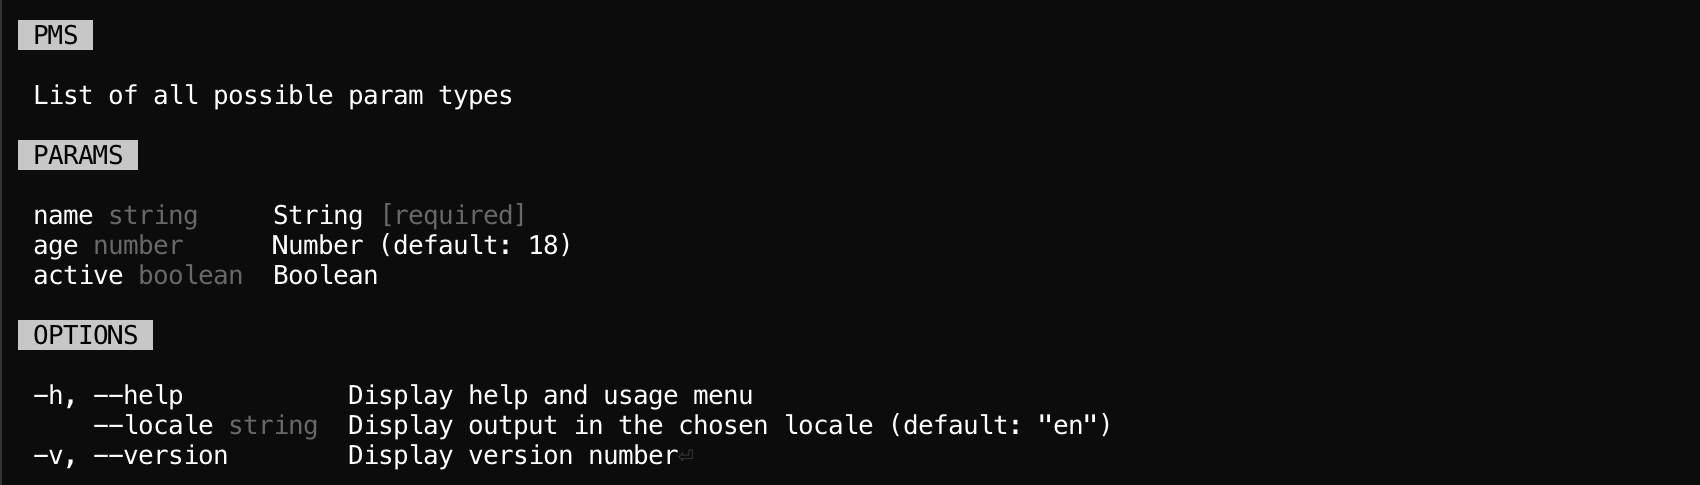 PMS
List of all possible param types
PARAMS
name string     String [required]
age number      Number (default: 18)
active boolean  Boolean
OPTIONS
-h, --help           Display help and usage menu
    --locale string  Display output in the chosen locale (default: "en")
-v, --version        Display version number⏎